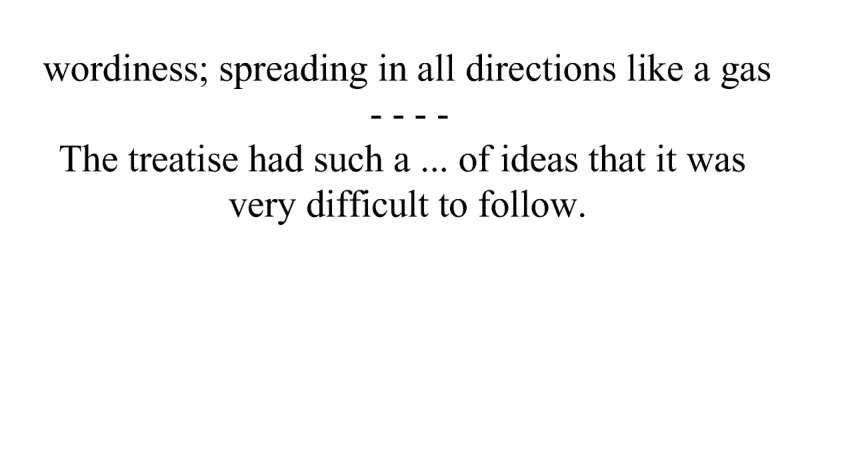 wordiness; spreading in all directions like a gas
- - - -
The treatise had such a ... of ideas that it was
very difficult to follow.